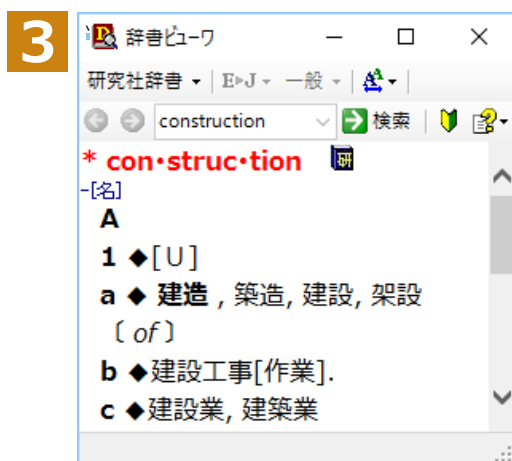 3
辞書ビューワ
研究社辞書 E▷J 一般 A A
construction 検索 ?
* con•struc•tion 研
-[名]
A
1 ◆[U]
a ◆ 建造 , 築造, 建設, 架設
〔 of 〕
b ◆建設工事[作業].
c ◆建設業, 建築業